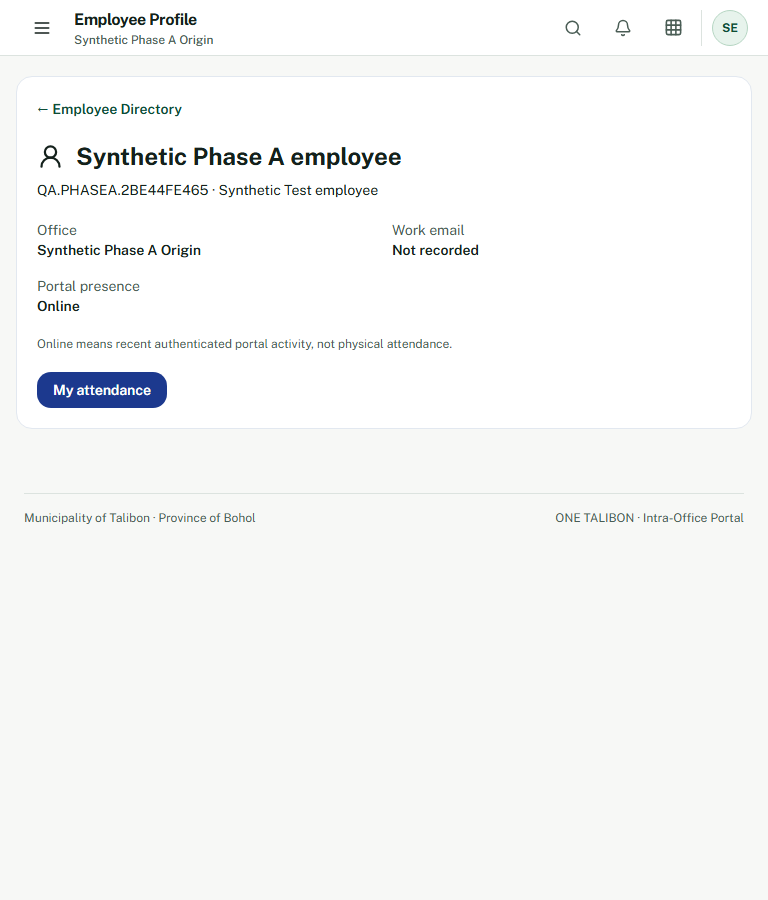 Employee Profile
Synthetic Phase A Origin
SE
← Employee Directory
Synthetic Phase A employee
QA.PHASEA.2BE44FE465 · Synthetic Test employee
Office
Synthetic Phase A Origin
Work email
Not recorded
Portal presence
Online
Online means recent authenticated portal activity, not physical attendance.
My attendance
Municipality of Talibon · Province of Bohol
ONE TALIBON · Intra-Office Portal